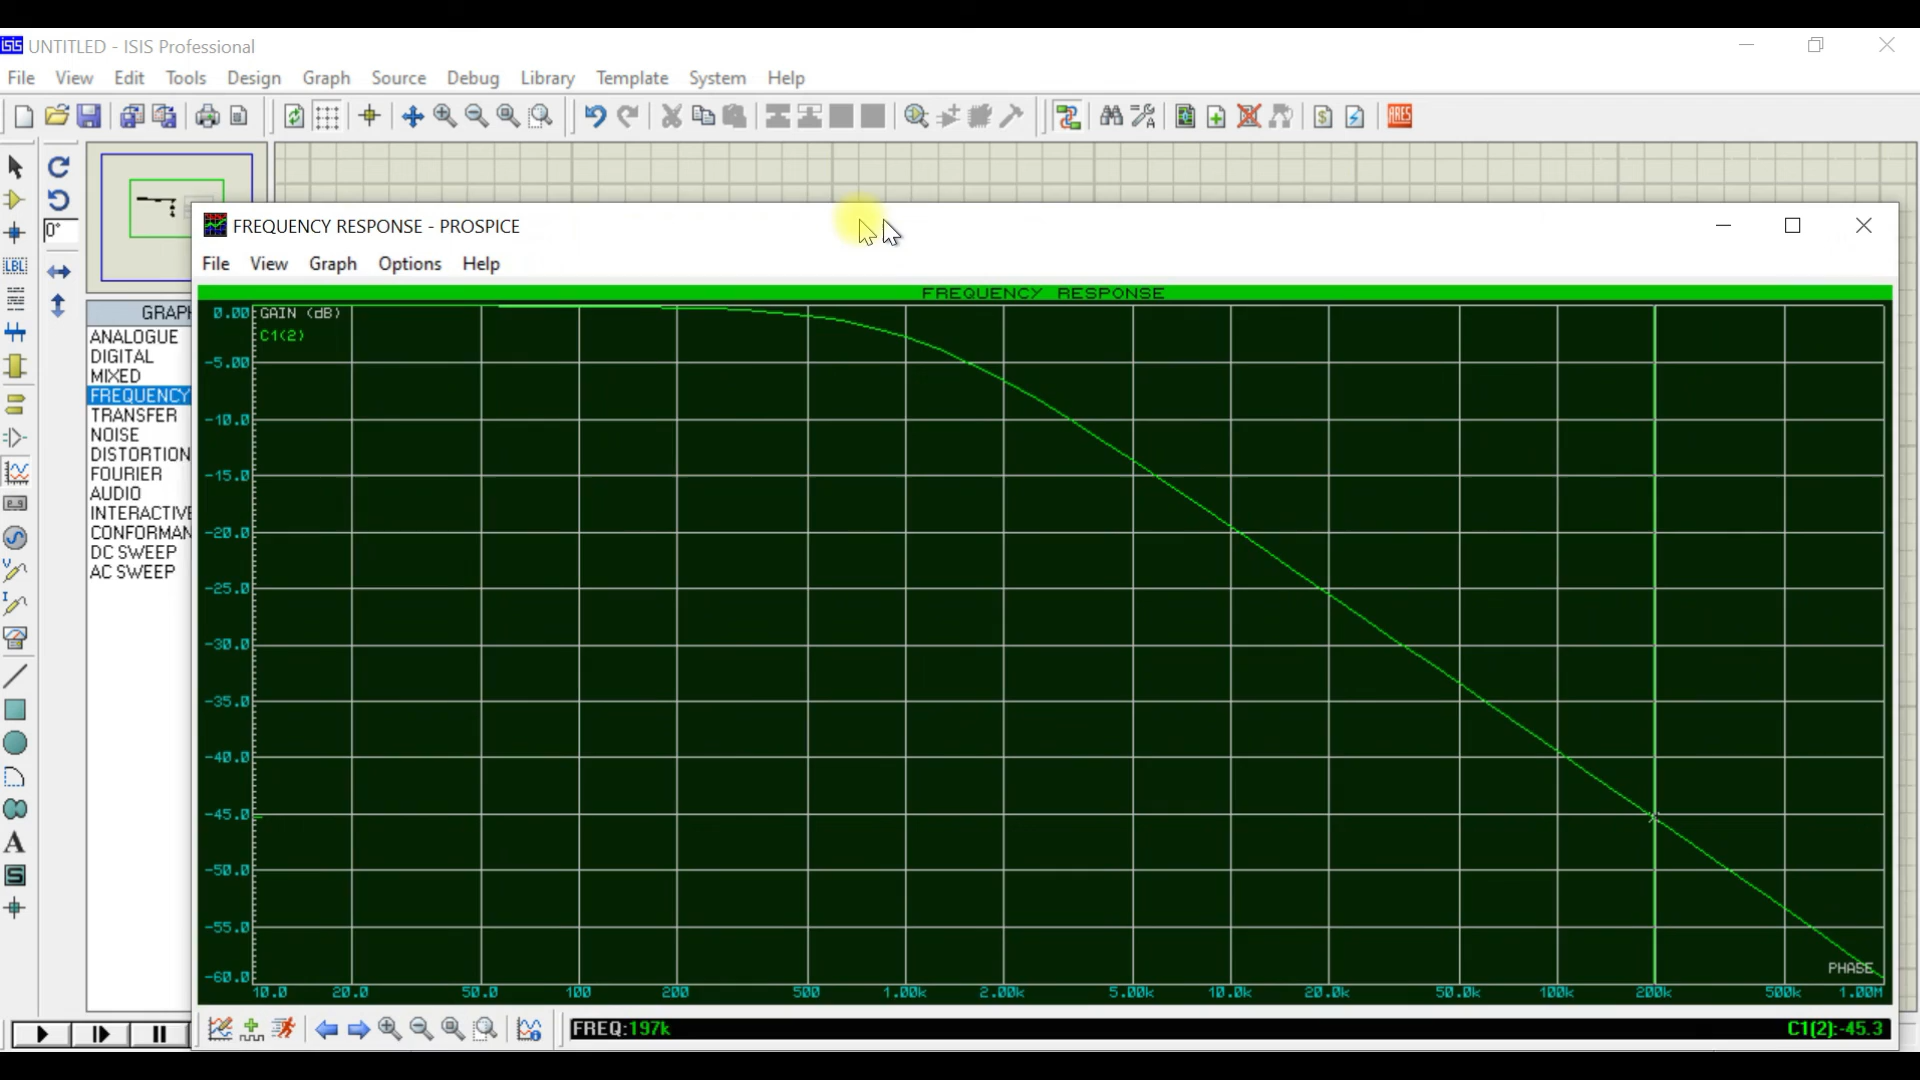 isis UNTITLED - ISIS Professional
File View Edit Tools Design Graph Source Debug Library Template System Help
ARES
0°
LBL
FREQUENCY RESPONSE - PROSPICE
File View Graph Options Help
GRAPH
ANALOGUE
DIGITAL
MIXED
FREQUENCY
TRANSFER
NOISE
DISTORTION
FOURIER
AUDIO
INTERACTIVE
CONFORMAN
DC SWEEP
AC SWEEP
FREQUENCY RESPONSE
0.00 GAIN (dB)
C1(2)
-5.00
-10.0
-15.0
-20.0
-25.0
-30.0
-35.0
-40.0
-45.0
-50.0
-55.0
-60.0
PHASE
10.0 20.0 50.0 100 200 500 1.00k 2.00k 5.00k 10.0k 20.0k 50.0k 100k 200k 500k 1.00M
FREQ:197k C1(2):-45.3